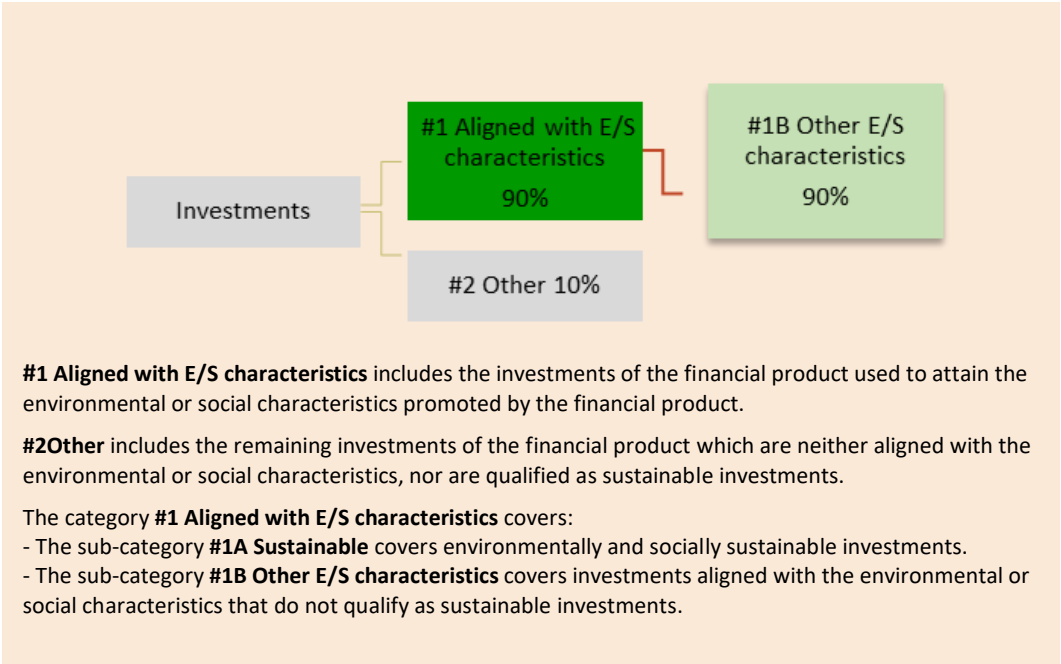 #1 Aligned with E/S
characteristics
90%
#1B Other E/S
characteristics
90%
Investments
#2 Other 10%
#1 Aligned with E/S characteristics includes the investments of the financial product used to attain the
environmental or social characteristics promoted by the financial product.
#2Other includes the remaining investments of the financial product which are neither aligned with the
environmental or social characteristics, nor are qualified as sustainable investments.
The category #1 Aligned with E/S characteristics covers:
- The sub-category #1A Sustainable covers environmentally and socially sustainable investments.
- The sub-category #1B Other E/S characteristics covers investments aligned with the environmental or
social characteristics that do not qualify as sustainable investments.